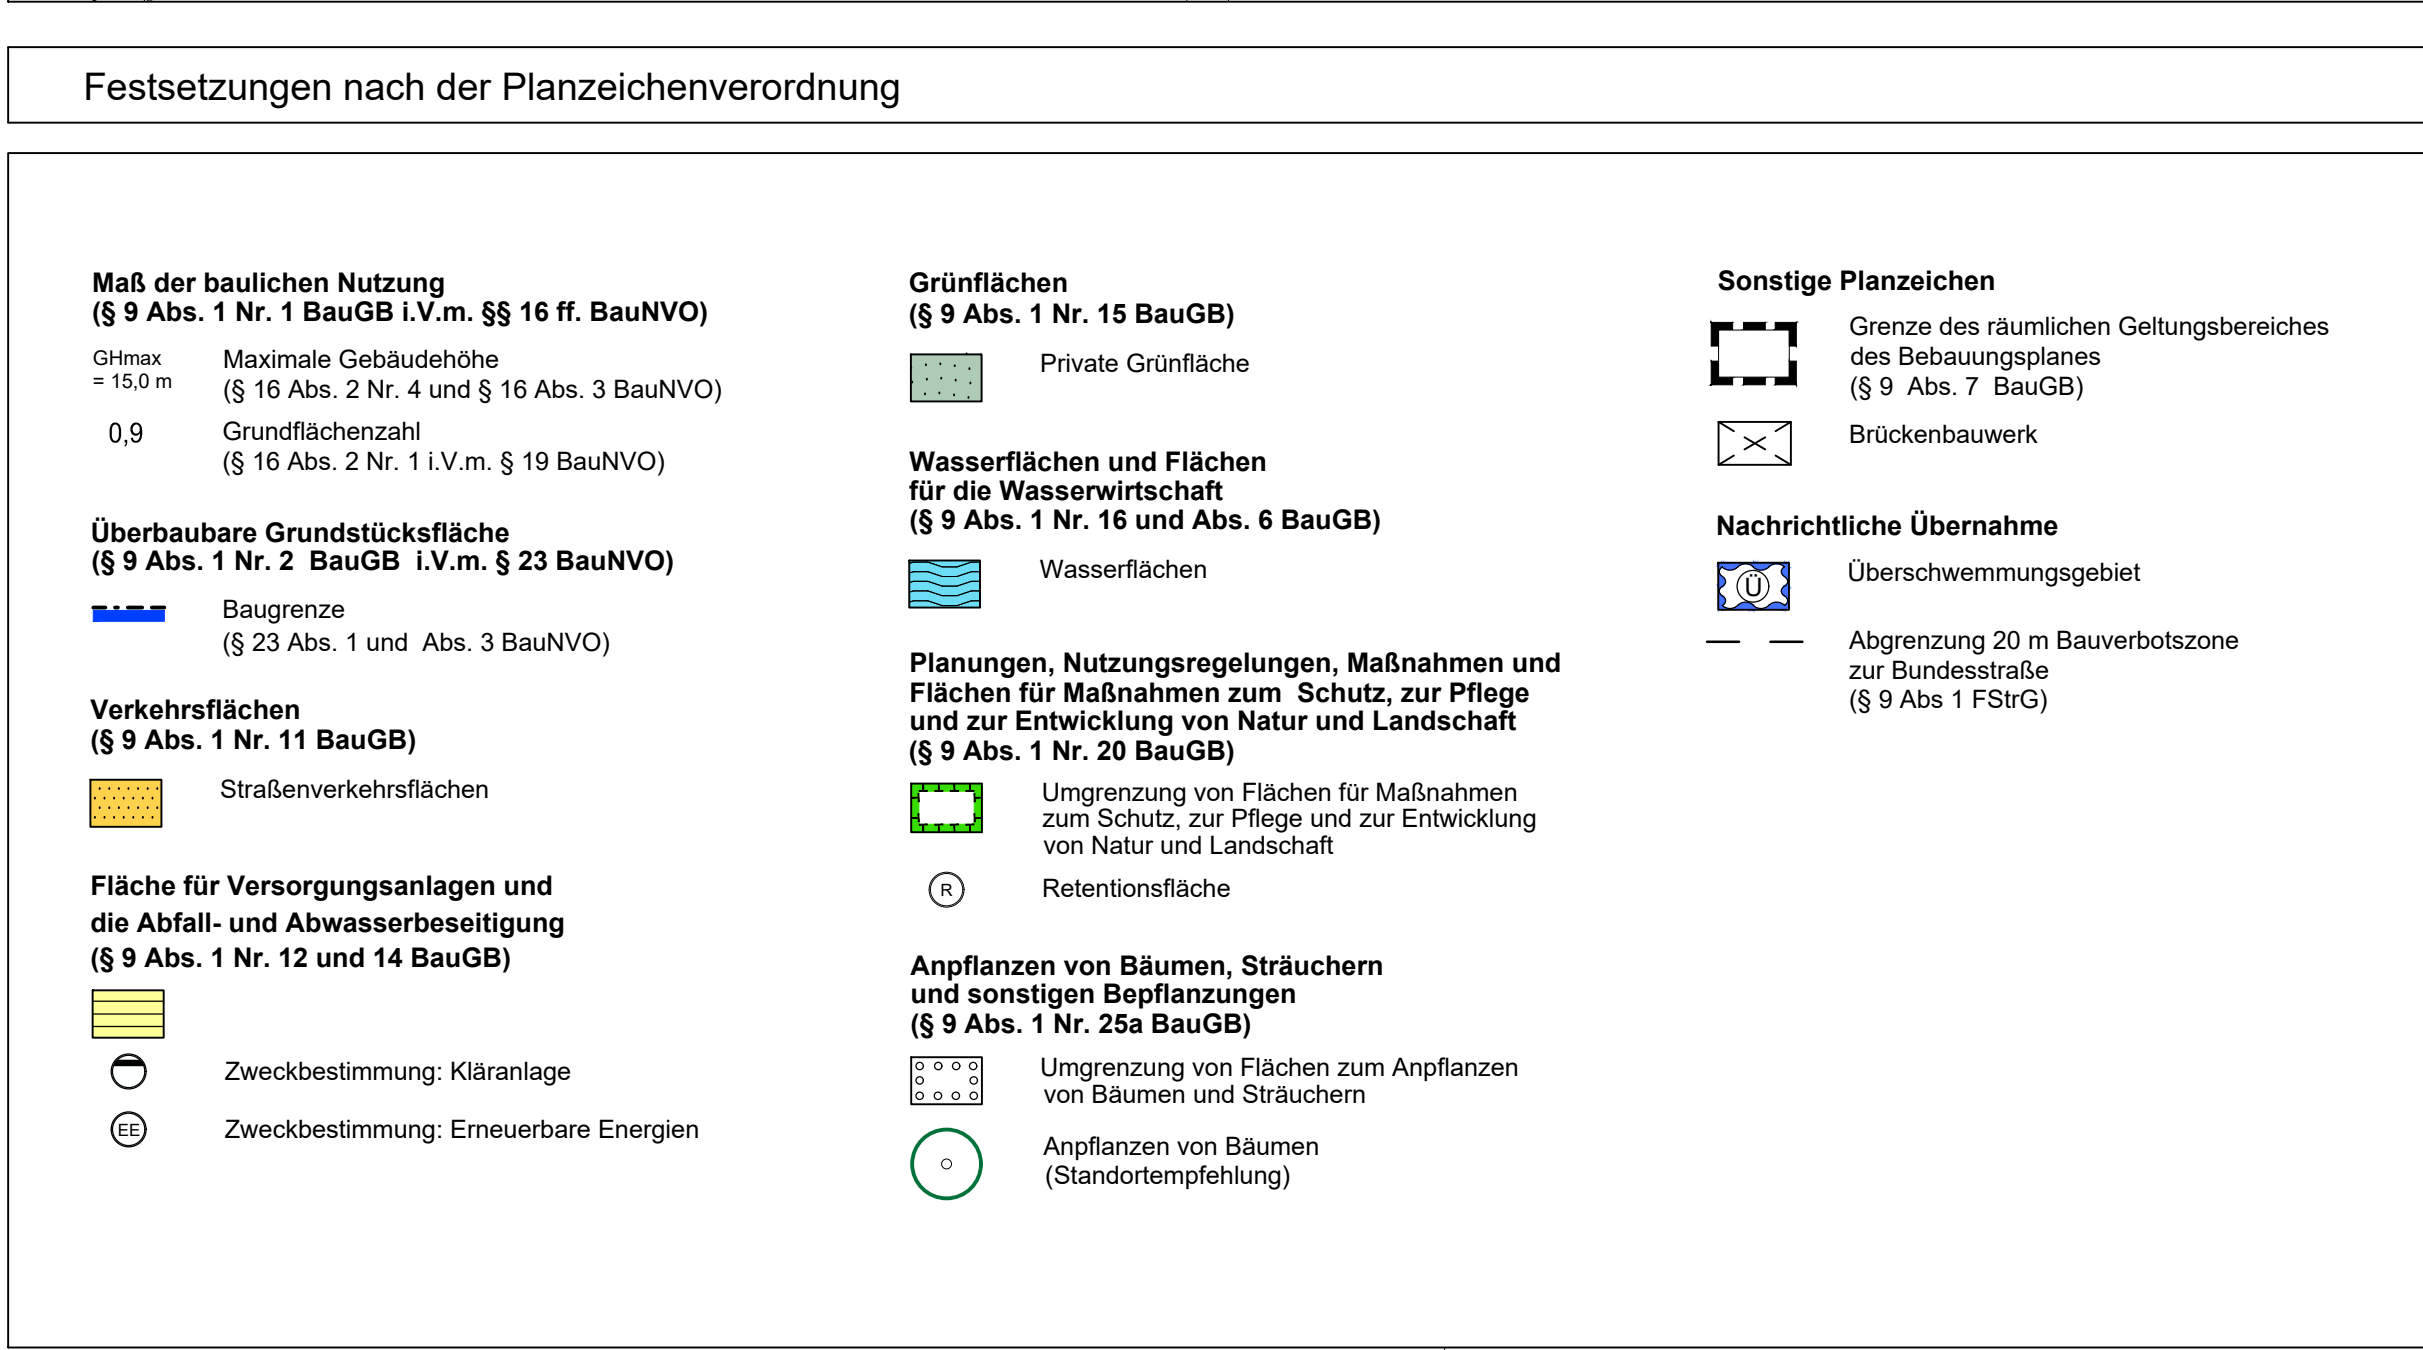 Festsetzungen nach der Planzeichenverordnung
Maß der baulichen Nutzung
(§ 9 Abs. 1 Nr. 1 BauGB i.V.m. §§ 16 ff. BauNVO)
GHmax
= 15,0 m
Maximale Gebäudehöhe
(§ 16 Abs. 2 Nr. 4 und § 16 Abs. 3 BauNVO)
0,9
Grundflächenzahl
(§ 16 Abs. 2 Nr. 1 i.V.m. § 19 BauNVO)
Überbaubare Grundstücksfläche
(§ 9 Abs. 1 Nr. 2 BauGB i.V.m. § 23 BauNVO)
Baugrenze
(§ 23 Abs. 1 und Abs. 3 BauNVO)
Verkehrsflächen
(§ 9 Abs. 1 Nr. 11 BauGB)
Straßenverkehrsflächen
Fläche für Versorgungsanlagen und
die Abfall- und Abwasserbeseitigung
(§ 9 Abs. 1 Nr. 12 und 14 BauGB)
Zweckbestimmung: Kläranlage
EE
Zweckbestimmung: Erneuerbare Energien
Grünflächen
(§ 9 Abs. 1 Nr. 15 BauGB)
Private Grünfläche
Wasserflächen und Flächen
für die Wasserwirtschaft
(§ 9 Abs. 1 Nr. 16 und Abs. 6 BauGB)
Wasserflächen
Planungen, Nutzungsregelungen, Maßnahmen und
Flächen für Maßnahmen zum Schutz, zur Pflege
und zur Entwicklung von Natur und Landschaft
(§ 9 Abs. 1 Nr. 20 BauGB)
Umgrenzung von Flächen für Maßnahmen
zum Schutz, zur Pflege und zur Entwicklung
von Natur und Landschaft
R
Retentionsfläche
Anpflanzen von Bäumen, Sträuchern
und sonstigen Bepflanzungen
(§ 9 Abs. 1 Nr. 25a BauGB)
Umgrenzung von Flächen zum Anpflanzen
von Bäumen und Sträuchern
Anpflanzen von Bäumen
(Standortempfehlung)
Sonstige Planzeichen
Grenze des räumlichen Geltungsbereiches
des Bebauungsplanes
(§ 9 Abs. 7 BauGB)
Brückenbauwerk
Nachrichtliche Übernahme
Ü
Überschwemmungsgebiet
Abgrenzung 20 m Bauverbotszone
zur Bundesstraße
(§ 9 Abs 1 FStrG)